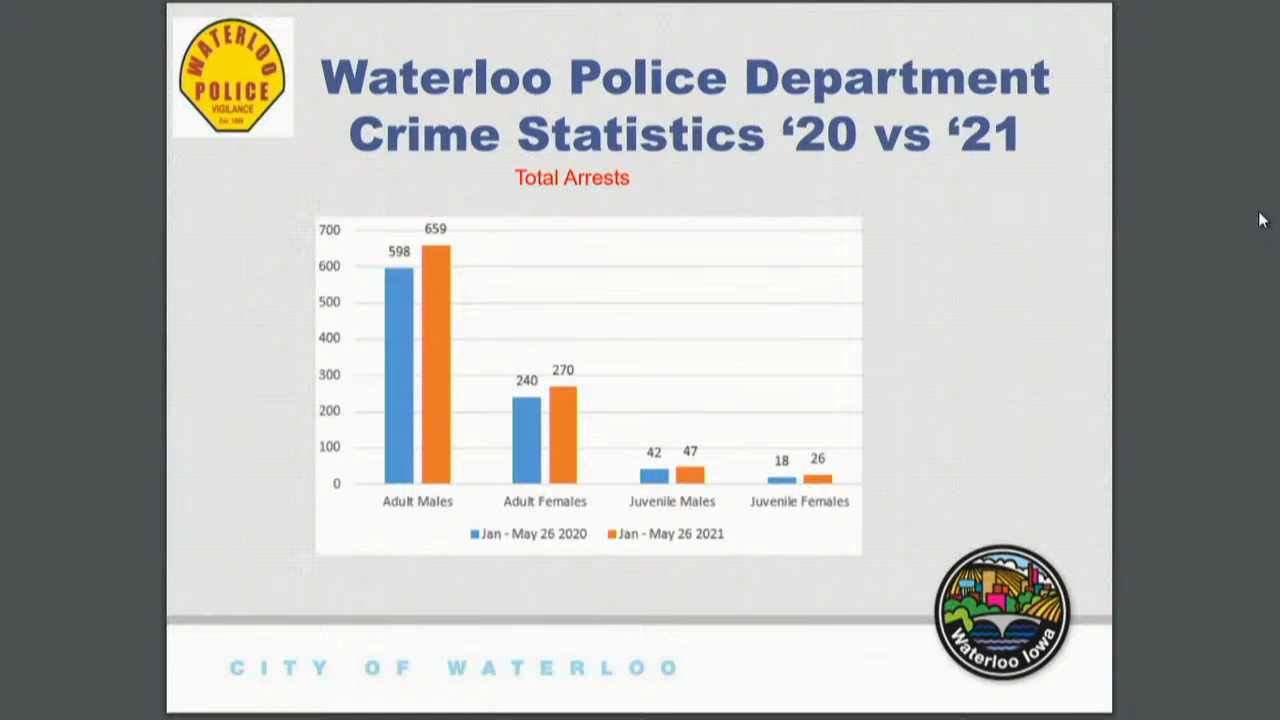 WATERLOO
POLICE
VIGILANCE
Waterloo Police Department
Crime Statistics ‘20 vs ‘21
Total Arrests
700
600
500
400
300
200
100
0
598
659
240
270
42
47
18
26
Adult Males
Adult Females
Juvenile Males
Juvenile Females
Jan - May 26 2020
Jan - May 26 2021
Waterloo Iowa
CITY OF WATERLOO